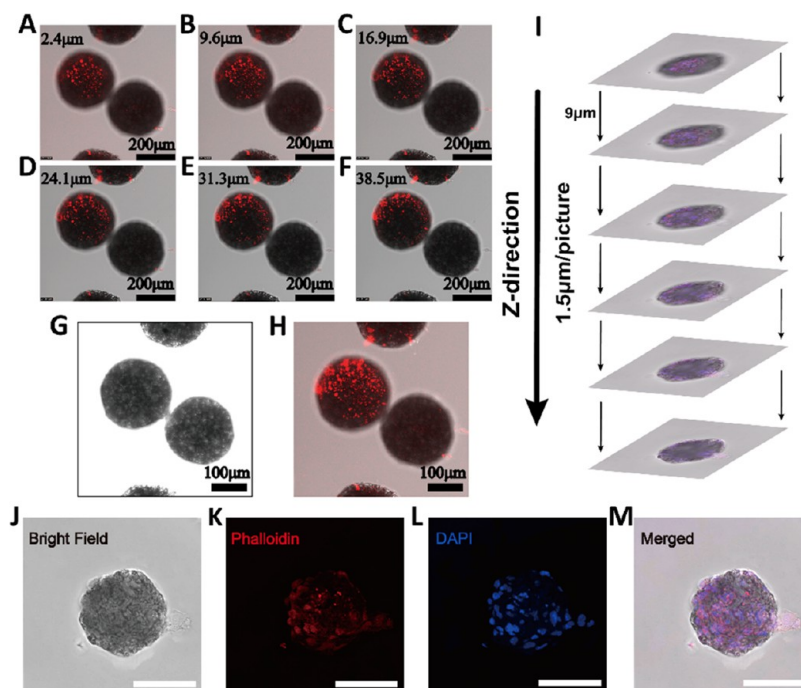 A
2.4μm
200μm
B
9.6μm
200μm
C
16.9μm
200μm
D
24.1μm
200μm
E
31.3μm
200μm
F
38.5μm
200μm
G
100μm
H
100μm
I
9μm
Z-direction
1.5μm/picture
J
Bright Field
K
Phalloidin
L
DAPI
M
Merged